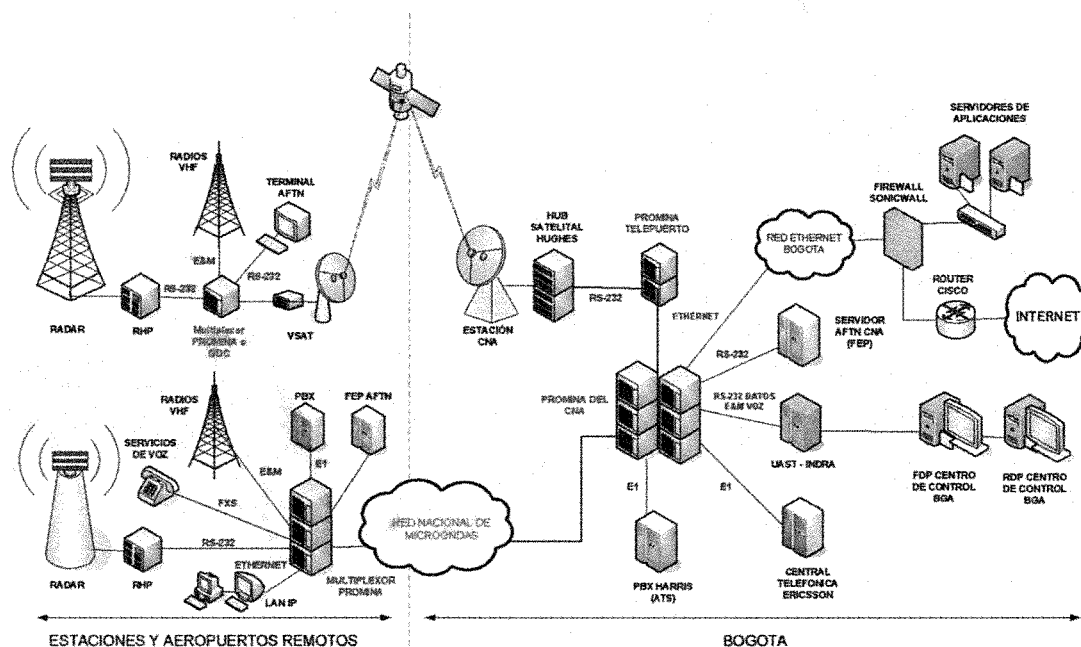 SERVIDORES DE
APLICACIONES
RADIOS
VHF
TERMINAL
AFTN
FIREWALL
SONICWALL
HUB
SATELITAL
HUGHES
PROMINA
TELEPUERTO
RED ETHERNET
BOGOTA
E&M
RS-232
RS-232
RS-232
ROUTER
CISCO
INTERNET
RADAR
RHP
Multiplexor
PROMINA o
GDC
VSAT
ESTACIÓN
CNA
ETHERNET
SERVIDOR
AFTN CNA
(FEP)
RS-232
RADIOS
VHF
PBX
FEP AFTN
PROMINA DEL
CNA
RS-232 DATOS
E&M VOZ
SERVICIOS
DE VOZ
E&M
E1
UAST - INDRA
FDP CENTRO
DE CONTROL
BGA
RDP CENTRO
DE CONTROL
BGA
FXS
E1
E1
RED NACIONAL DE
MICROONDAS
RS-232
ETHERNET
RADAR
RHP
LAN IP
MULTIPLEXOR
PROMINA
PBX HARRIS
(ATS)
CENTRAL
TELEFONICA
ERICSSON
ESTACIONES Y AEROPUERTOS REMOTOS
BOGOTA